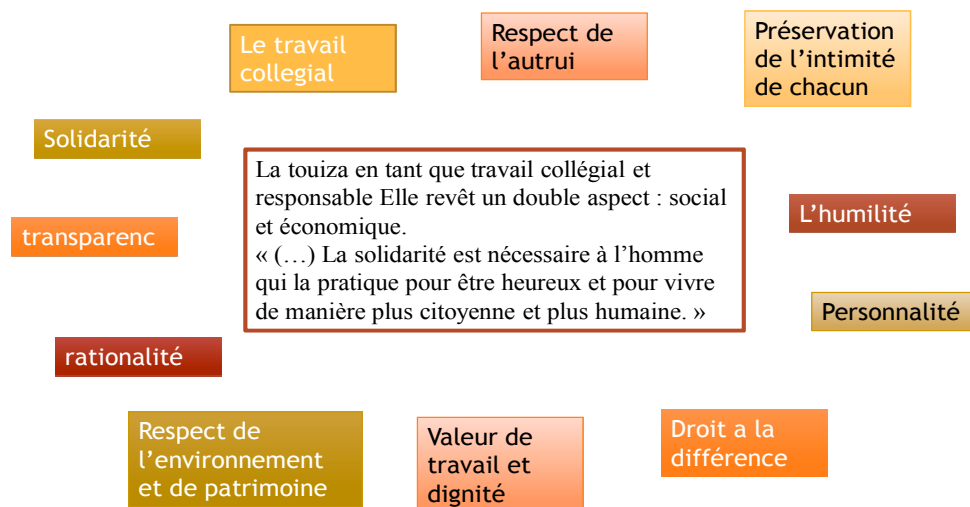 Le travail
collegial
Respect de
l’autrui
Préservation
de l’intimité
de chacun
Solidarité
La touiza en tant que travail collégial et
responsable Elle revêt un double aspect : social
et économique.
« (…) La solidarité est nécessaire à l’homme
qui la pratique pour être heureux et pour vivre
de manière plus citoyenne et plus humaine. »
L’humilité
transparenc
Personnalité
rationalité
Respect de
l’environnement
et de patrimoine
Valeur de
travail et
dignité
Droit a la
différence